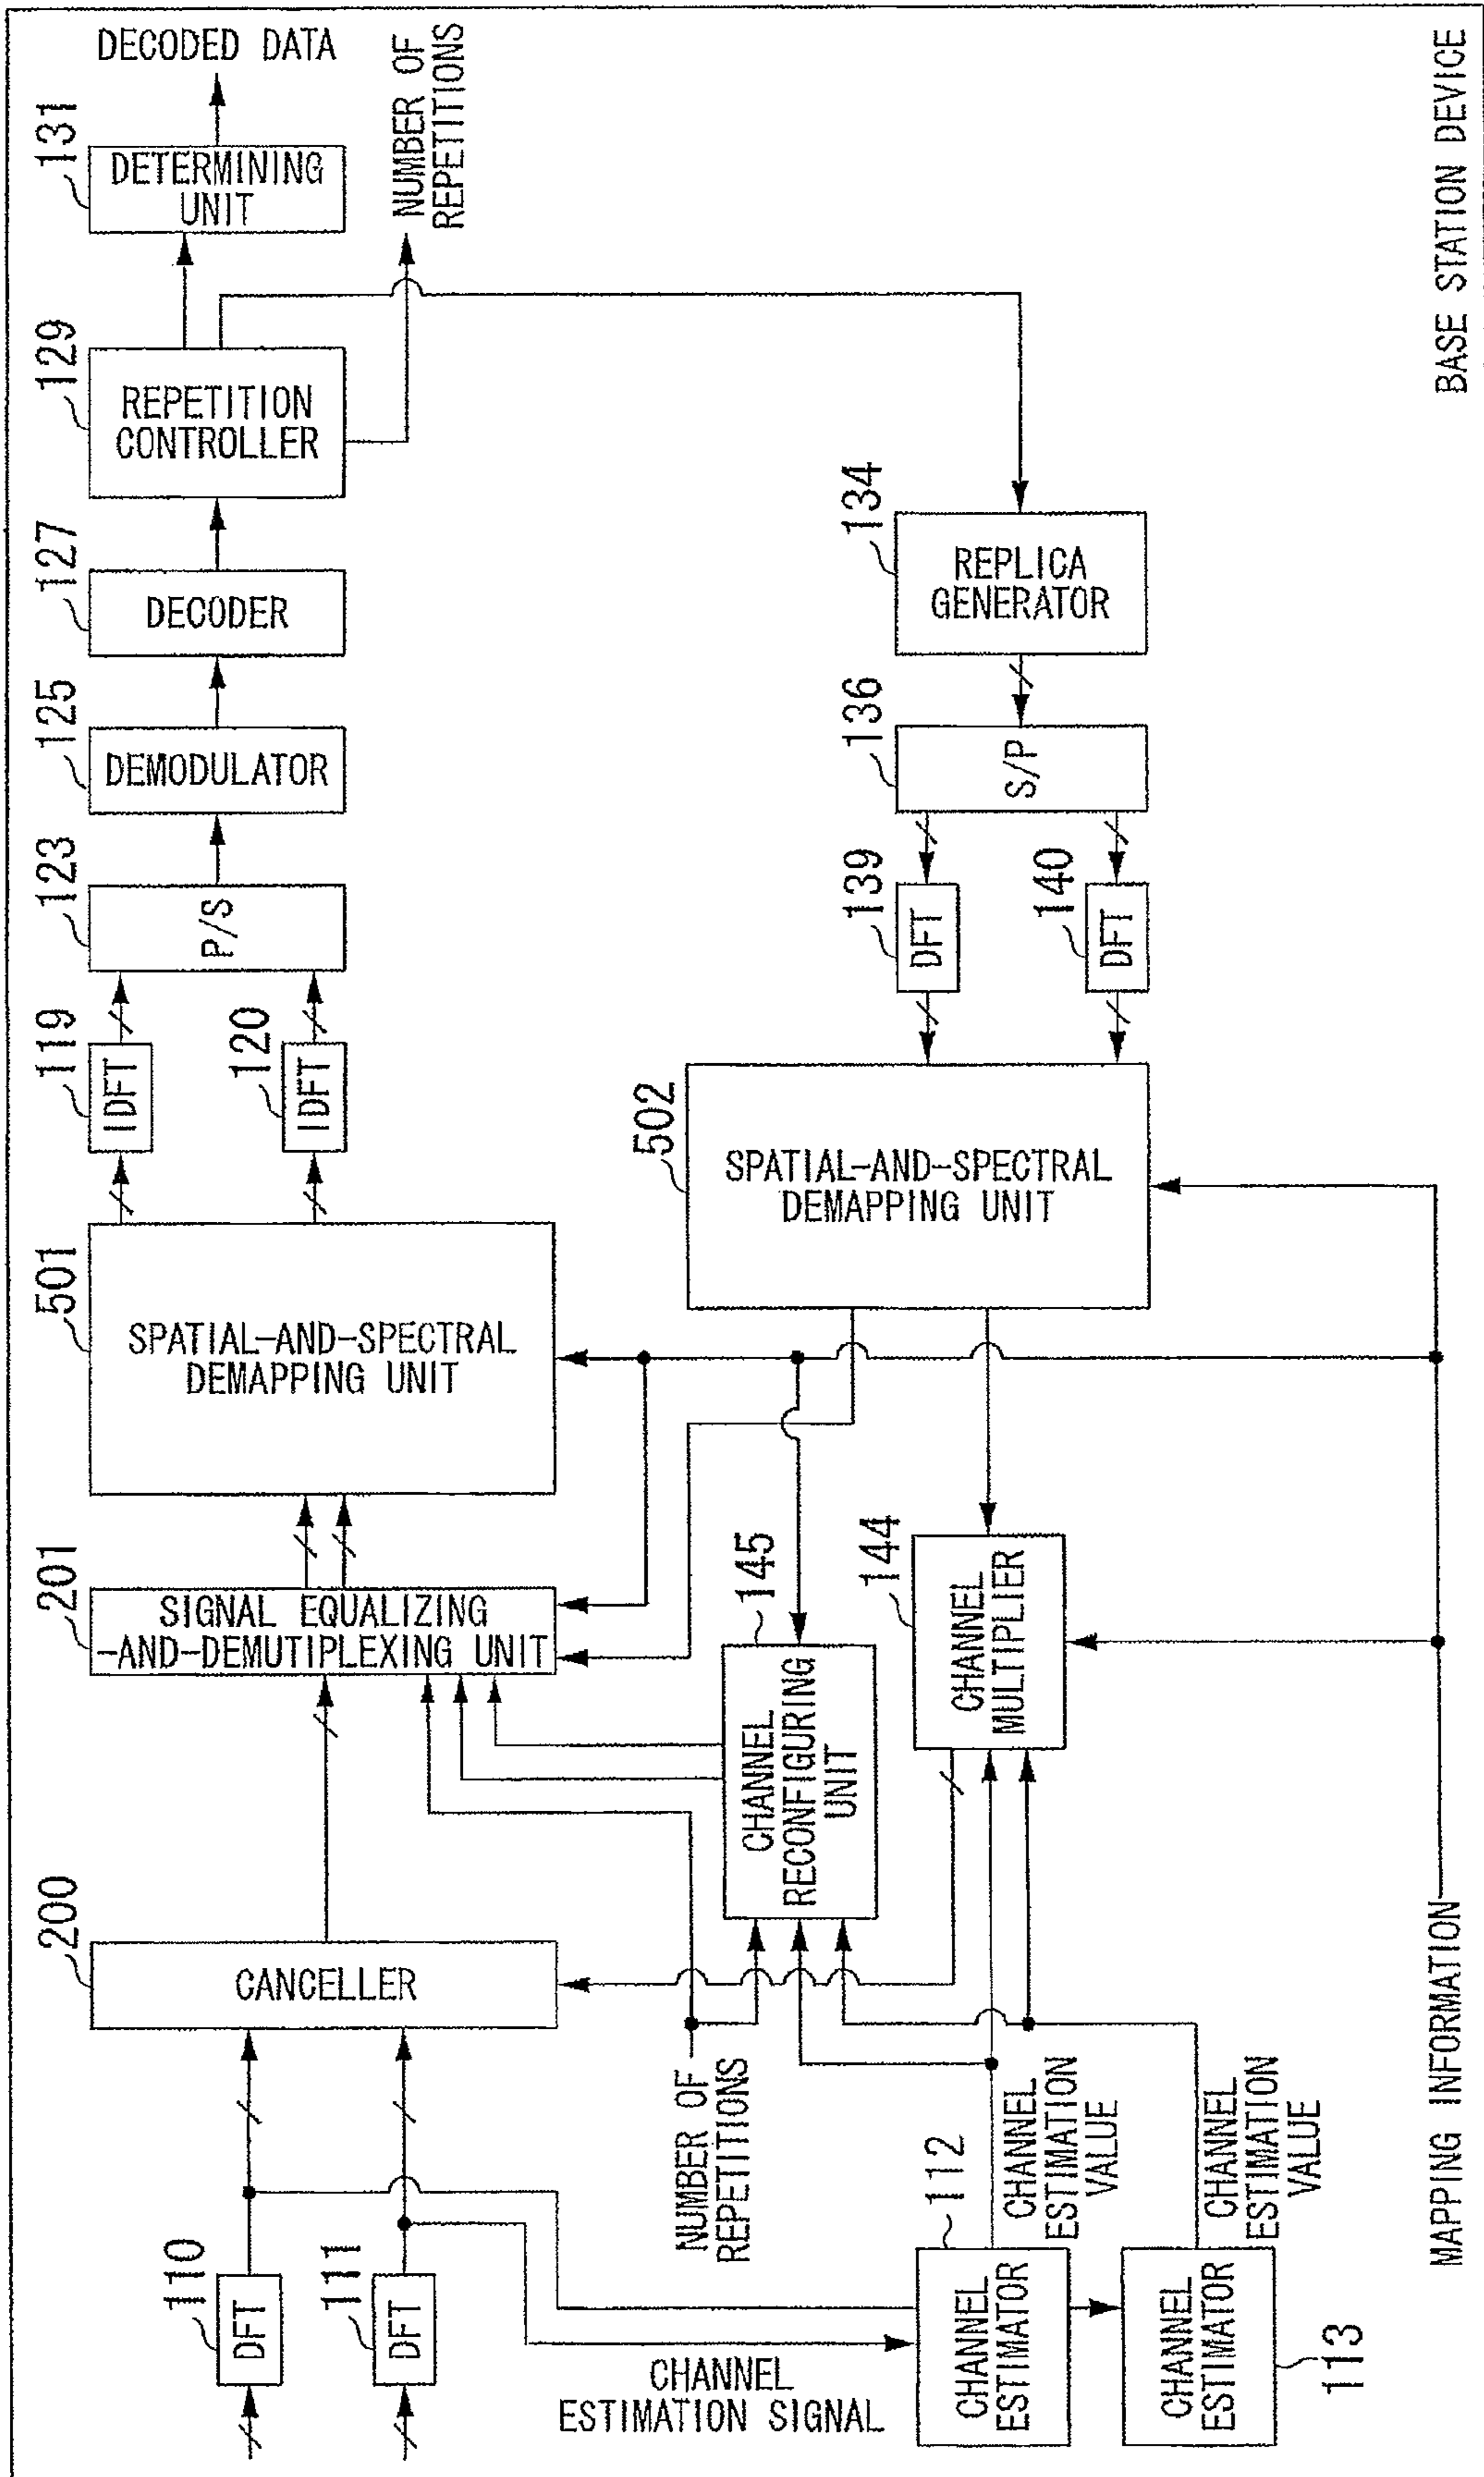 110
DFT
111
DFT
200
CANCELLER
201
SIGNAL EQUALIZING
-AND-DEMUTIPLEXING UNIT
501
SPATIAL-AND-SPECTRAL
DEMAPPING UNIT
119
IDFT
120
IDFT
123
P/S
125
DEMODULATOR
127
DECODER
129
REPETITION
CONTROLLER
131
DETERMINING
UNIT
DECODED DATA
NUMBER OF
REPETITIONS
CHANNEL
ESTIMATION SIGNAL
NUMBER OF
REPETITIONS
145
CHANNEL
RECONFIGURING
UNIT
144
CHANNEL
MULTIPLIER
502
SPATIAL-AND-SPECTRAL
DEMAPPING UNIT
139
DFT
140
DFT
136
S/P
134
REPLICA
GENERATOR
112
CHANNEL
ESTIMATOR
CHANNEL
ESTIMATION
VALUE
CHANNEL
ESTIMATOR
113
CHANNEL
ESTIMATION
VALUE
MAPPING INFORMATION
BASE STATION DEVICE